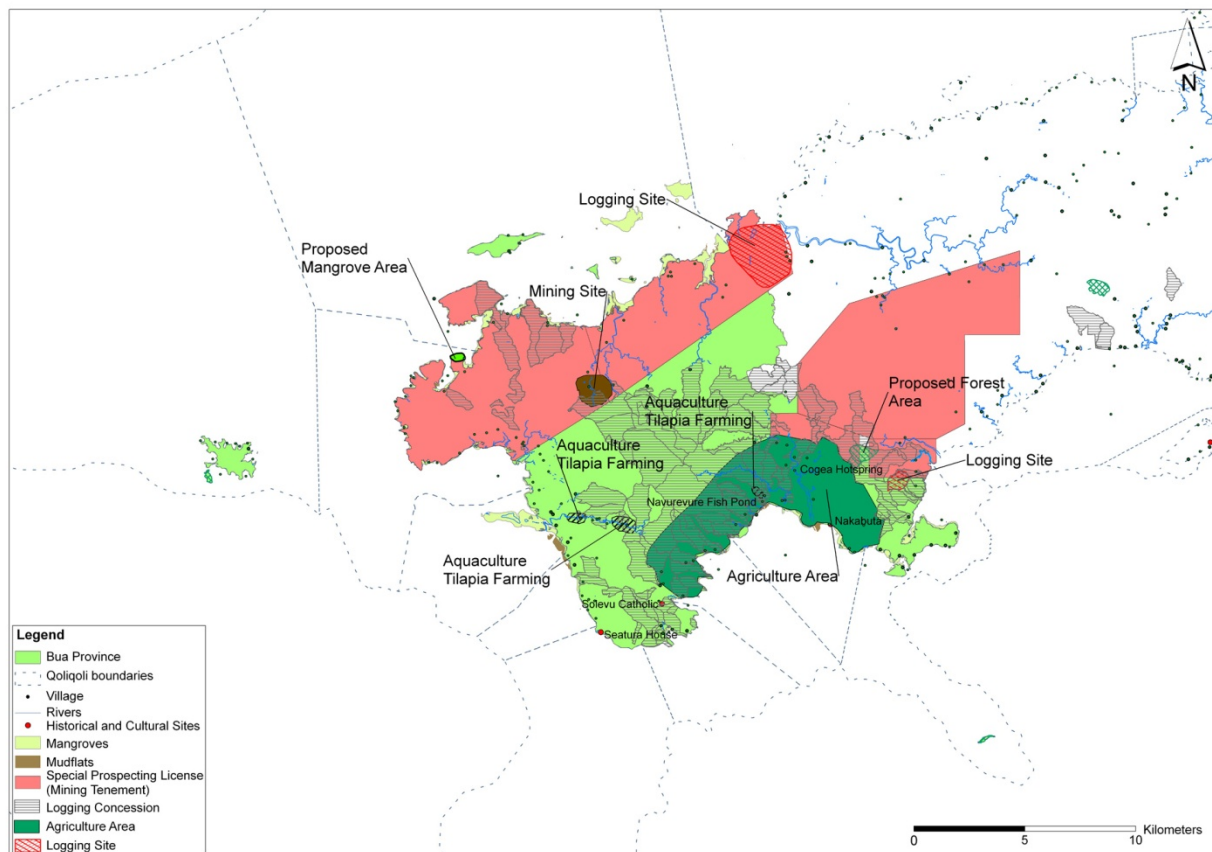 N
Logging Site
Proposed
Mangrove Area
Mining Site
Aquaculture
Tilapia Farming
Proposed Forest
Area
Aquaculture
Tilapia Farming
Cogea Hotspring
Logging Site
Navurevure Fish Pond
Nakabuta
Aquaculture
Tilapia Farming
Agriculture Area
Solevu Catholic
Seatura House
Legend
Bua Province
Qoliqoli boundaries
Village
Rivers
Historical and Cultural Sites
Mangroves
Mudflats
Special Prospecting License
(Mining Tenement)
Logging Concession
Agriculture Area
Logging Site
Kilometers
0 5 10